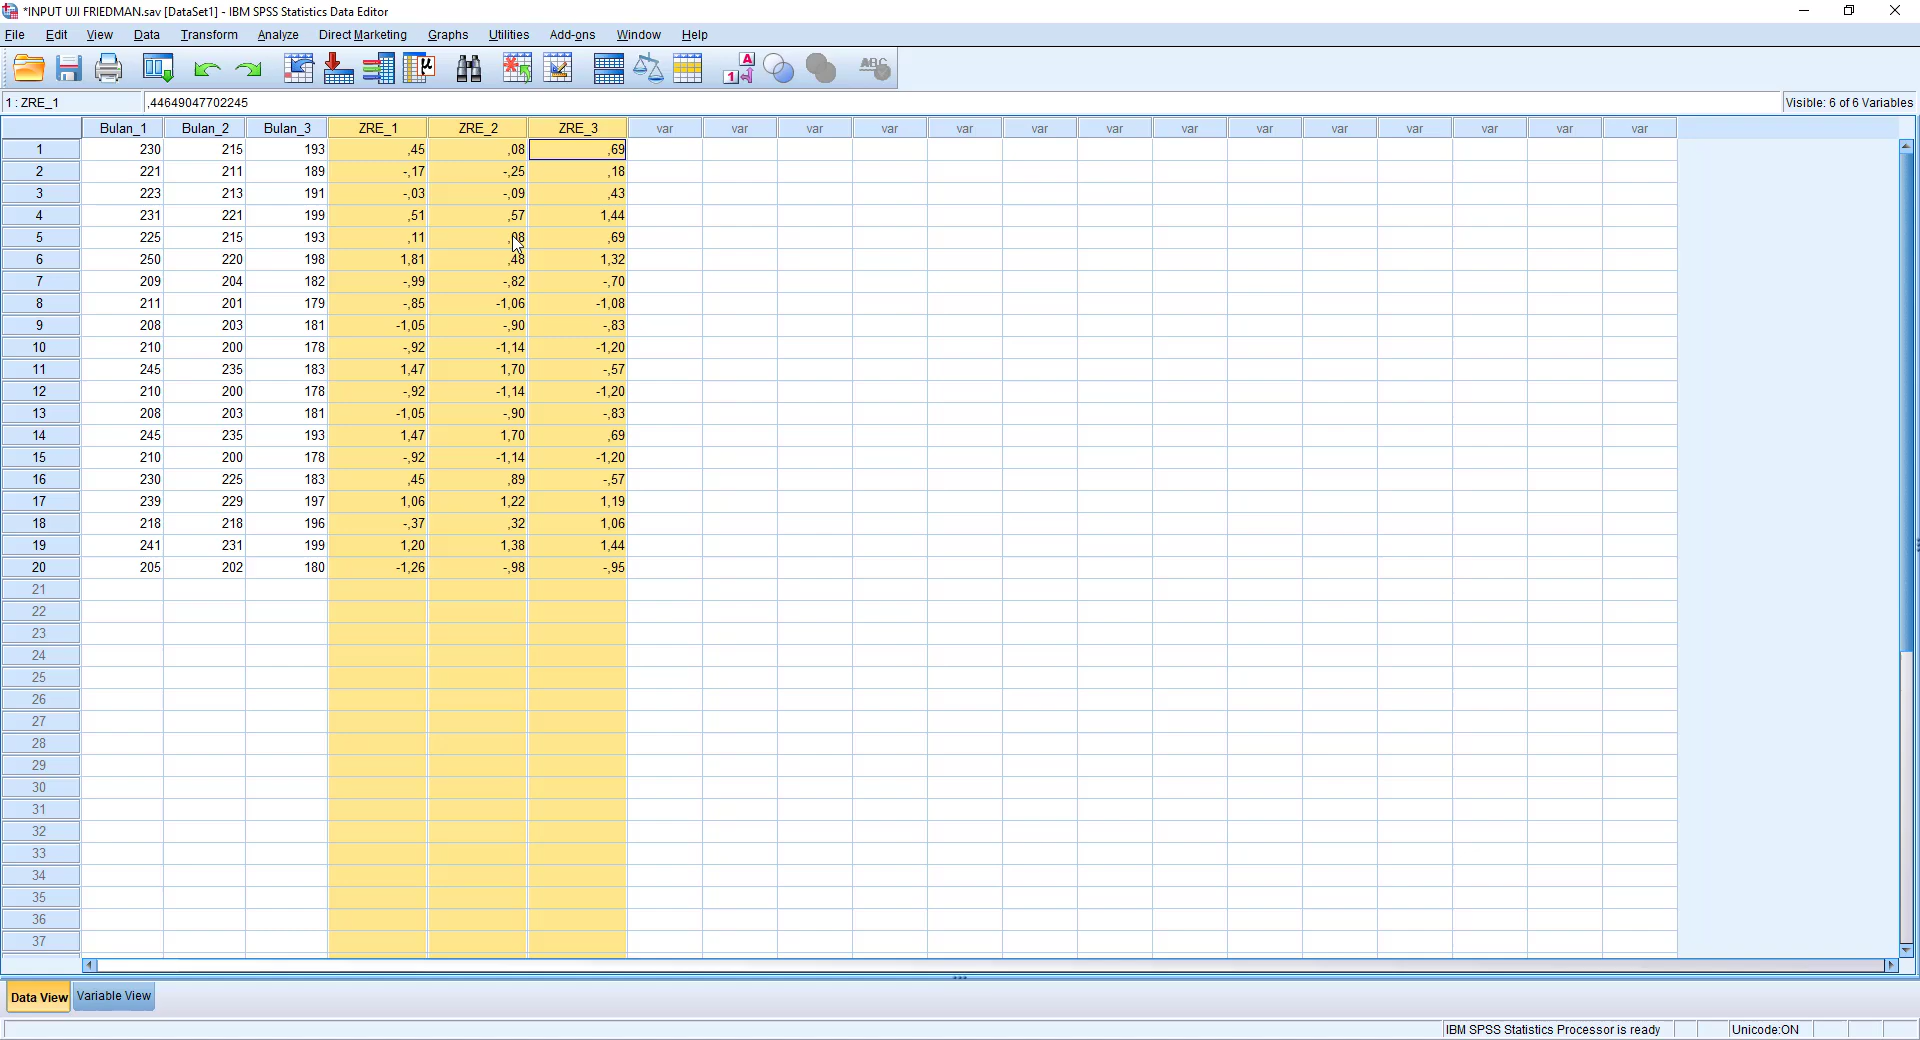 *INPUT UJI FRIEDMAN.sav [DataSet1] - IBM SPSS Statistics Data Editor
File Edit View Data Transform Analyze Direct Marketing Graphs Utilities Add-ons Window Help
1 : ZRE_1 ,44649047702245 Visible: 6 of 6 Variables
Bulan_1 Bulan_2 Bulan_3 ZRE_1 ZRE_2 ZRE_3 var var var var var var var var var var var var var var
1 230 215 193 ,45 ,08 ,69
2 221 211 189 -,17 -,25 ,18
3 223 213 191 -,03 -,09 ,43
4 231 221 199 ,51 ,57 1,44
5 225 215 193 ,11 ,08 ,69
6 250 220 198 1,81 ,48 1,32
7 209 204 182 -,99 -,82 -,70
8 211 201 179 -,85 -1,06 -1,08
9 208 203 181 -1,05 -,90 -,83
10 210 200 178 -,92 -1,14 -1,20
11 245 235 183 1,47 1,70 -,57
12 210 200 178 -,92 -1,14 -1,20
13 208 203 181 -1,05 -,90 -,83
14 245 235 193 1,47 1,70 ,69
15 210 200 178 -,92 -1,14 -1,20
16 230 225 183 ,45 ,89 -,57
17 239 229 197 1,06 1,22 1,19
18 218 218 196 -,37 ,32 1,06
19 241 231 199 1,20 1,38 1,44
20 205 202 180 -1,26 -,98 -,95
21
22
23
24
25
26
27
28
29
30
31
32
33
34
35
36
37
Data View Variable View
IBM SPSS Statistics Processor is ready Unicode:ON